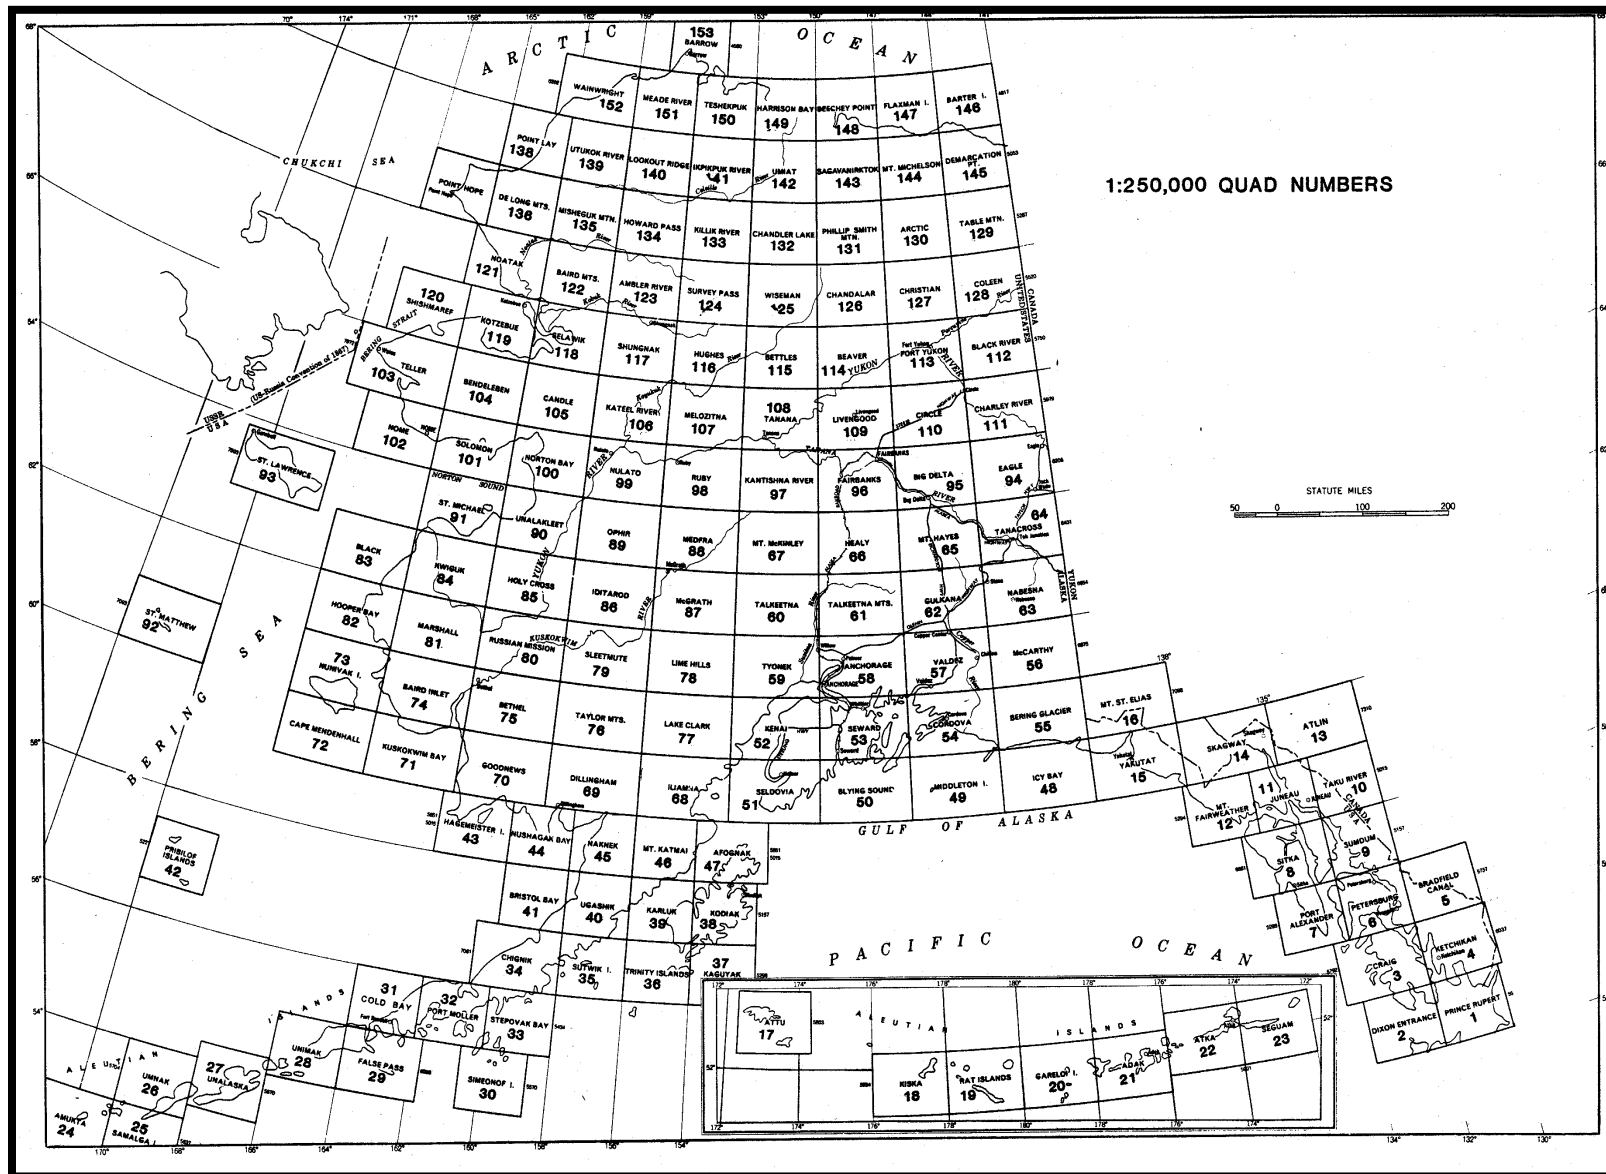 1:250,000 QUAD NUMBERS
ARCTIC OCEAN
153
BARROW
WAINWRIGHT
152
MEADE RIVER
151
TESHEKPUK
150
HARRISON BAY
149
BEECHEY POINT
148
FLAXMAN I.
147
BARTER I.
146
POINT LAY
138
UTUKOK RIVER
139
LOOKOUT RIDGE
140
IKPIKPUK RIVER
141
UMIAT
142
SAGAVANIRKTOK
143
MT. MICHELSON
144
DEMARCATION
PT.
145
CHUKCHI SEA
POINT HOPE
DE LONG MTS.
136
MISHEGUK MTN.
135
HOWARD PASS
134
KILLIK RIVER
133
CHANDLER LAKE
132
PHILLIP SMITH
MTN.
131
ARCTIC
130
TABLE MTN.
129
NOATAK
121
BAIRD MTS.
122
AMBLER RIVER
123
SURVEY PASS
124
WISEMAN
25
CHANDALAR
126
CHRISTIAN
127
COLEEN
128
CANADA
UNITED STATES
120
SHISHMAREF
KOTZEBUE
119
SELAWIK
118
SHUNGNAK
117
HUGHES
116
BETTLES
115
BEAVER
114
YUKON
RIVER
Fort Yukon
FORT YUKON
113
BLACK RIVER
112
BERING STRAIT
(US-Russia Convention of 1867)
USSR
USA
TELLER
103
BENDELEBEN
104
CANDLE
105
KATEEL RIVER
106
MELOZITNA
107
108
TANANA
LIVENGOOD
109
CIRCLE
110
CHARLEY RIVER
111
NOME
102
SOLOMON
101
NORTON BAY
100
NULATO
99
RUBY
98
KANTISHNA RIVER
97
FAIRBANKS
96
BIG DELTA
95
EAGLE
94
ST. LAWRENCE
93
NORTON SOUND
ST. MICHAEL
91
UNALAKLEET
90
OPHIR
89
MEDFRA
88
MT. McKINLEY
67
HEALY
66
MT. HAYES
65
64
TANACROSS
STATUTE MILES
50 0 100 200
BLACK
83
KWIGUK
84
HOLY CROSS
85
YUKON
IDITAROD
86
McGRATH
87
TALKEETNA
60
TALKEETNA MTS.
61
GULKANA
62
NABESNA
63
YUKON
ALASKA
ST. MATTHEW
92
HOOPER BAY
82
MARSHALL
81
RUSSIAN MISSION
80
KUSKOKWIM
RIVER
SLEETMUTE
79
LIME HILLS
78
TYONEK
59
ANCHORAGE
58
VALDEZ
57
McCARTHY
56
BERING SEA
73
NUNIVAK I.
BAIRD INLET
74
BETHEL
75
TAYLOR MTS.
76
LAKE CLARK
77
KENAI
52
SEWARD
53
CORDOVA
54
BERING GLACIER
55
MT. ST. ELIAS
16
SKAGWAY
14
ATLIN
13
CAPE MENDENHALL
72
KUSKOKWIM BAY
71
GOODNEWS
70
DILLINGHAM
69
ILIAMNA
68
SELDOVIA
51
BLYING SOUND
50
MIDDLETON I.
49
ICY BAY
48
YAKUTAT
15
MT.
FAIRWEATHER
12
11
JUNEAU
TAKU RIVER
10
GULF OF ALASKA
HAGEMEISTER I.
43
NUSHAGAK BAY
44
NAKNEK
45
MT. KATMAI
46
AFOGNAK
47
SITKA
8
SUMDUM
9
PRIBILOF
ISLANDS
42
BRISTOL BAY
41
UGASHIK
40
KARLUK
39
KODIAK
38
PORT
ALEXANDER
7
PETERSBURG
6
BRADFIELD
CANAL
5
CHIGNIK
34
SUTWIK I.
35
TRINITY ISLANDS
36
37
KAGUYAK
CRAIG
3
KETCHIKAN
4
PACIFIC OCEAN
DIXON ENTRANCE
2
PRINCE RUPERT
1
31
COLD BAY
32
PORT MOLLER
STEPOVAK BAY
33
ALEUTIAN ISLANDS
AMUKTA
24
25
SAMALGA I.
UMNAK
26
27
UNALASKA
UNIMAK
28
FALSE PASS
29
SIMEONOF I.
30
ALEUTIAN ISLANDS
ATTU
17
KISKA
18
RAT ISLANDS
19
GARELOI I.
20
ADAK
21
ATKA
22
SEGUAM
23